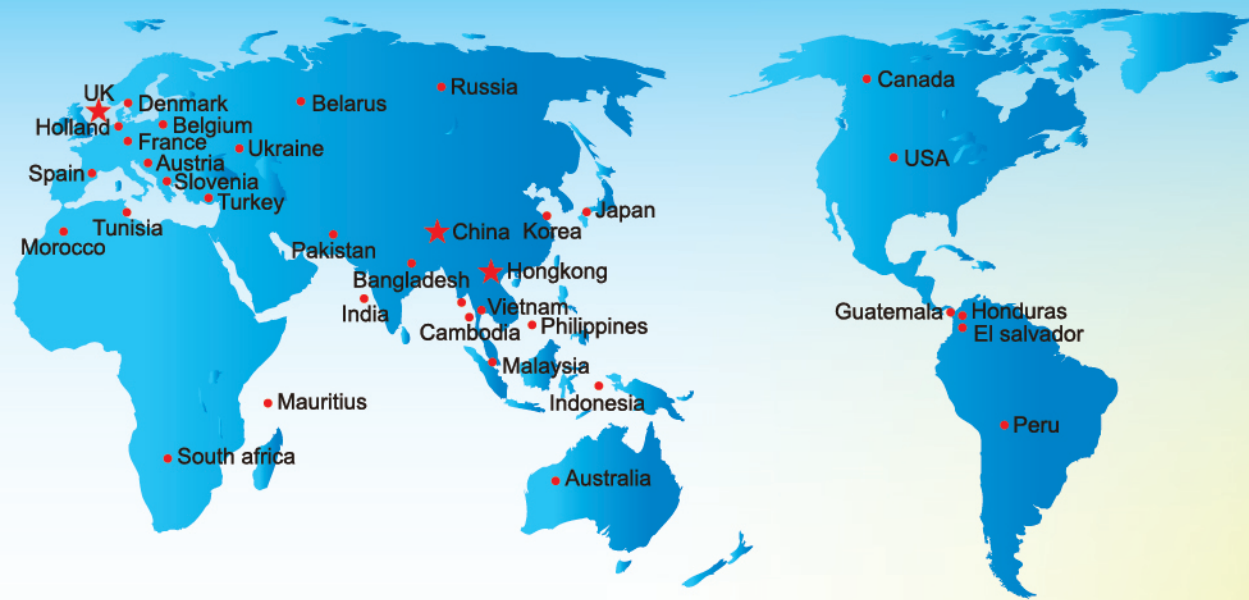 UK
Denmark
Holland
Belgium
France
Austria
Spain
Slovenia
Turkey
Tunisia
Morocco
Belarus
Ukraine
Russia
Pakistan
China
Korea
Japan
Bangladesh
Hongkong
India
Vietnam
Cambodia
Philippines
Malaysia
Indonesia
Mauritius
South africa
Australia
Canada
USA
Guatemala
Honduras
El salvador
Peru